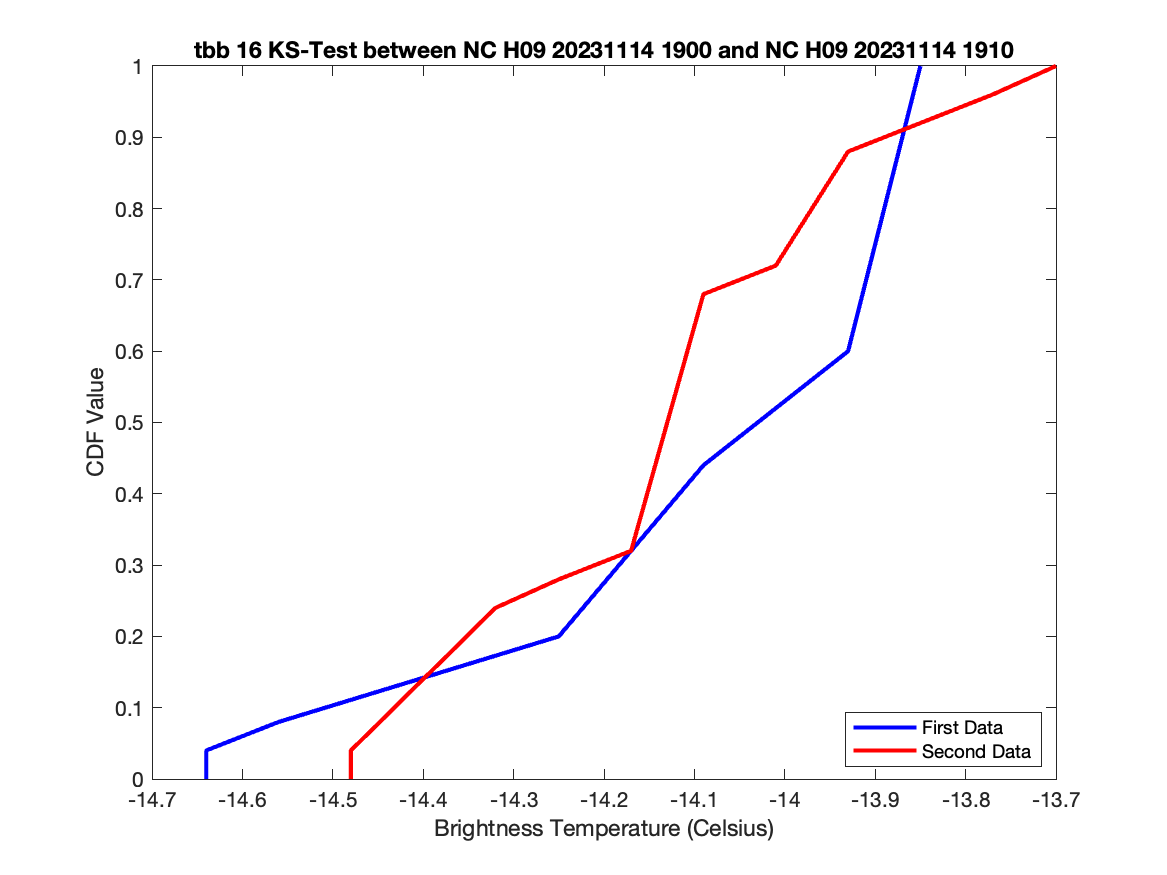 tbb 16 KS-Test between NC H09 20231114 1900 and NC H09 20231114 1910
1
0.9
0.8
0.7
0.6
0.5
0.4
0.3
0.2
0.1
0
CDF Value
First Data
Second Data
-14.7 -14.6 -14.5 -14.4 -14.3 -14.2 -14.1 -14 -13.9 -13.8 -13.7
Brightness Temperature (Celsius)